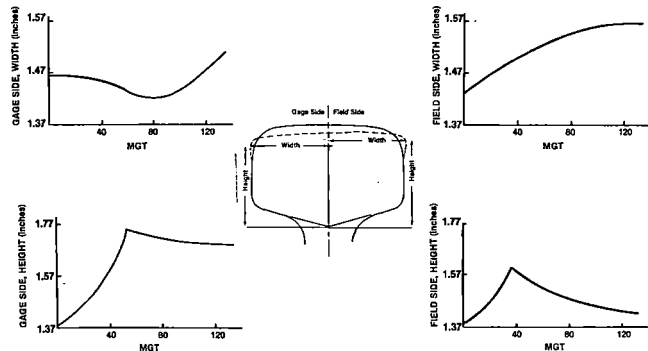 GAGE SIDE, WIDTH (Inches)
1.57
1.47
1.37
40
80
120
MGT
FIELD SIDE, WIDTH (Inches)
1.57
1.47
1.37
40
80
120
MGT
Gage Side
Field Side
Width
Width
Height
Height
GAGE SIDE, HEIGHT (Inches)
1.77
1.57
1.37
40
80
120
MGT
FIELD SIDE, HEIGHT (Inches)
1.77
1.57
1.37
40
80
120
MGT